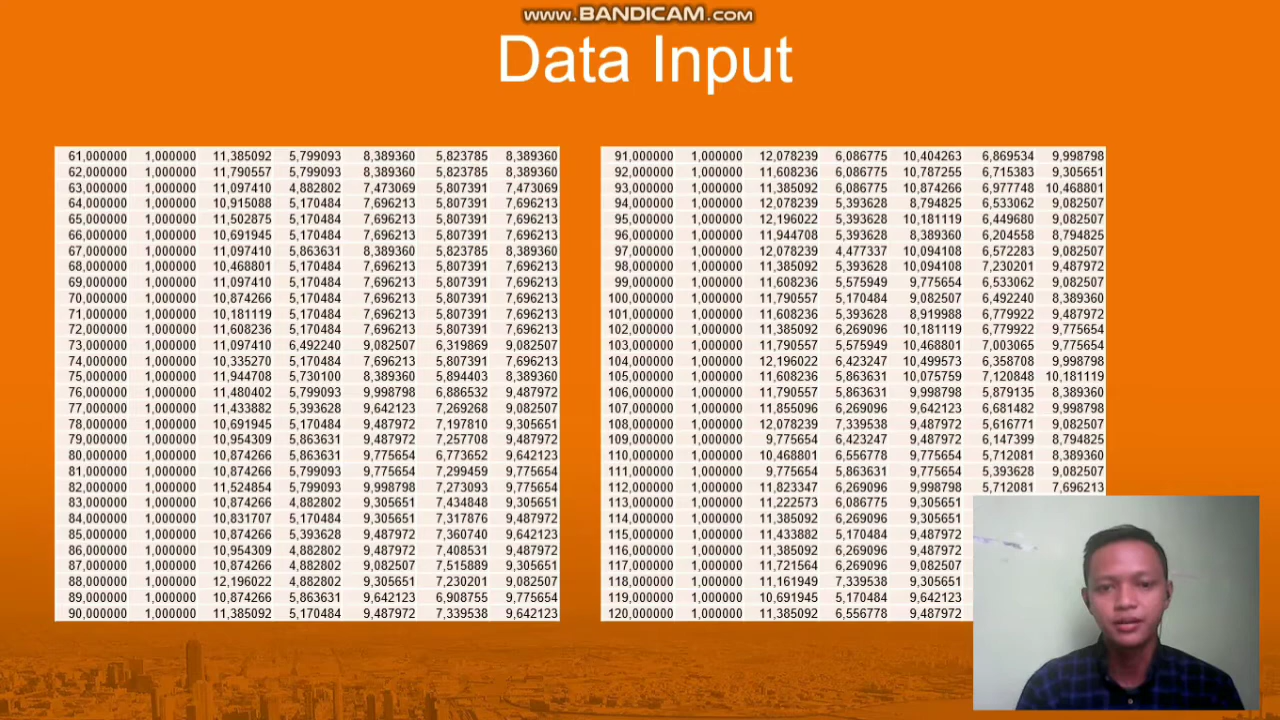 www.BANDICAM.com
Data Input
61,000000 1,000000 11,385092 5,799093 8,389360 5,823785 8,389360
62,000000 1,000000 11,790557 5,799093 8,389360 5,823785 8,389360
63,000000 1,000000 11,097410 4,882802 7,473069 5,807391 7,473069
64,000000 1,000000 10,915088 5,170484 7,696213 5,807391 7,696213
65,000000 1,000000 11,502875 5,170484 7,696213 5,807391 7,696213
66,000000 1,000000 10,691945 5,170484 7,696213 5,807391 7,696213
67,000000 1,000000 11,097410 5,863631 8,389360 5,823785 8,389360
68,000000 1,000000 10,468801 5,170484 7,696213 5,807391 7,696213
69,000000 1,000000 11,097410 5,170484 7,696213 5,807391 7,696213
70,000000 1,000000 10,874266 5,170484 7,696213 5,807391 7,696213
71,000000 1,000000 10,181119 5,170484 7,696213 5,807391 7,696213
72,000000 1,000000 11,608236 5,170484 7,696213 5,807391 7,696213
73,000000 1,000000 11,097410 6,492240 9,082507 6,319869 9,082507
74,000000 1,000000 10,335270 5,170484 7,696213 5,807391 7,696213
75,000000 1,000000 11,944708 5,730100 8,389360 5,894403 8,389360
76,000000 1,000000 11,480402 5,799093 9,998798 6,886532 9,487972
77,000000 1,000000 11,433882 5,393628 9,642123 7,269268 9,082507
78,000000 1,000000 10,691945 5,170484 9,487972 7,197810 9,305651
79,000000 1,000000 10,954309 5,863631 9,487972 7,257708 9,487972
80,000000 1,000000 10,874266 5,863631 9,775654 6,773652 9,642123
81,000000 1,000000 10,874266 5,799093 9,775654 7,299459 9,775654
82,000000 1,000000 11,524854 5,799093 9,998798 7,273093 9,775654
83,000000 1,000000 10,874266 4,882802 9,305651 7,434848 9,305651
84,000000 1,000000 10,831707 5,170484 9,305651 7,317876 9,487972
85,000000 1,000000 10,874266 5,393628 9,487972 7,360740 9,642123
86,000000 1,000000 10,954309 4,882802 9,487972 7,408531 9,487972
87,000000 1,000000 10,874266 4,882802 9,082507 7,515889 9,305651
88,000000 1,000000 12,196022 4,882802 9,305651 7,230201 9,082507
89,000000 1,000000 10,874266 5,863631 9,642123 6,908755 9,775654
90,000000 1,000000 11,385092 5,170484 9,487972 7,339538 9,642123
91,000000 1,000000 12,078239 6,086775 10,404263 6,869534 9,998798
92,000000 1,000000 11,608236 6,086775 10,787255 6,715383 9,305651
93,000000 1,000000 11,385092 6,086775 10,874266 6,977748 10,468801
94,000000 1,000000 12,078239 5,393628 8,794825 6,533062 9,082507
95,000000 1,000000 12,196022 5,393628 10,181119 6,449680 9,082507
96,000000 1,000000 11,944708 5,393628 8,389360 6,204558 8,794825
97,000000 1,000000 12,078239 4,477337 10,094108 6,572283 9,082507
98,000000 1,000000 11,385092 5,393628 10,094108 7,230201 9,487972
99,000000 1,000000 11,608236 5,575949 9,775654 6,533062 9,082507
100,000000 1,000000 11,790557 5,170484 9,082507 6,492240 8,389360
101,000000 1,000000 11,608236 5,393628 8,919988 6,779922 9,487972
102,000000 1,000000 11,385092 6,269096 10,181119 6,779922 9,775654
103,000000 1,000000 11,790557 5,575949 10,468801 7,003065 9,775654
104,000000 1,000000 12,196022 6,423247 10,499573 6,358708 9,998798
105,000000 1,000000 11,608236 5,863631 10,075759 7,120848 10,181119
106,000000 1,000000 11,790557 5,863631 9,998798 5,879135 8,389360
107,000000 1,000000 11,855096 6,269096 9,642123 6,681482 9,998798
108,000000 1,000000 12,078239 7,339538 9,487972 5,616771 9,082507
109,000000 1,000000 9,775654 6,423247 9,487972 6,147399 8,794825
110,000000 1,000000 10,468801 6,556778 9,775654 5,712081 8,389360
111,000000 1,000000 9,775654 5,863631 9,775654 5,393628 9,082507
112,000000 1,000000 11,823347 6,269096 9,998798 5,712081 7,696213
113,000000 1,000000 11,222573 6,086775 9,305651
114,000000 1,000000 11,385092 6,269096 9,305651
115,000000 1,000000 11,433882 5,170484 9,487972
116,000000 1,000000 11,385092 6,269096 9,487972
117,000000 1,000000 11,721564 6,269096 9,082507
118,000000 1,000000 11,161949 7,339538 9,305651
119,000000 1,000000 10,691945 5,170484 9,642123
120,000000 1,000000 11,385092 6,556778 9,487972